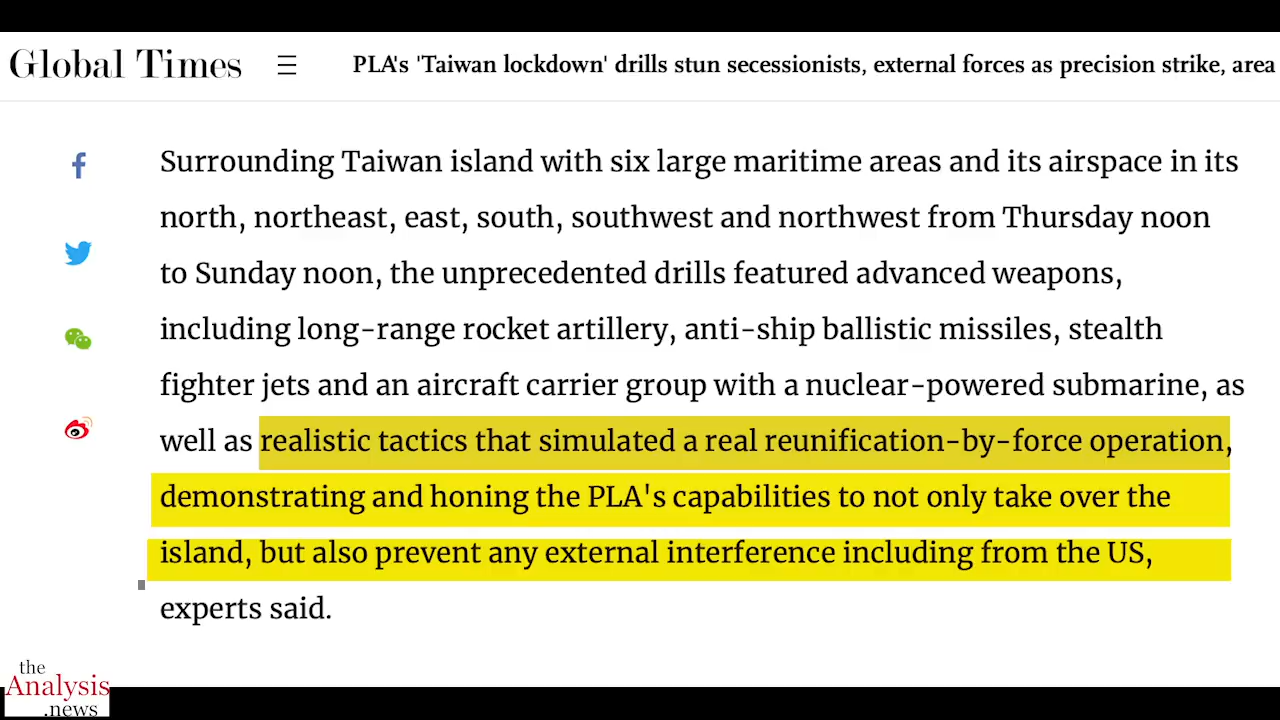 Global Times
PLA's 'Taiwan lockdown' drills stun secessionists, external forces as precision strike, area
Surrounding Taiwan island with six large maritime areas and its airspace in its
north, northeast, east, south, southwest and northwest from Thursday noon
to Sunday noon, the unprecedented drills featured advanced weapons,
including long-range rocket artillery, anti-ship ballistic missiles, stealth
fighter jets and an aircraft carrier group with a nuclear-powered submarine, as
well as realistic tactics that simulated a real reunification-by-force operation,
demonstrating and honing the PLA's capabilities to not only take over the
island, but also prevent any external interference including from the US,
experts said.
the
Analysis
.news